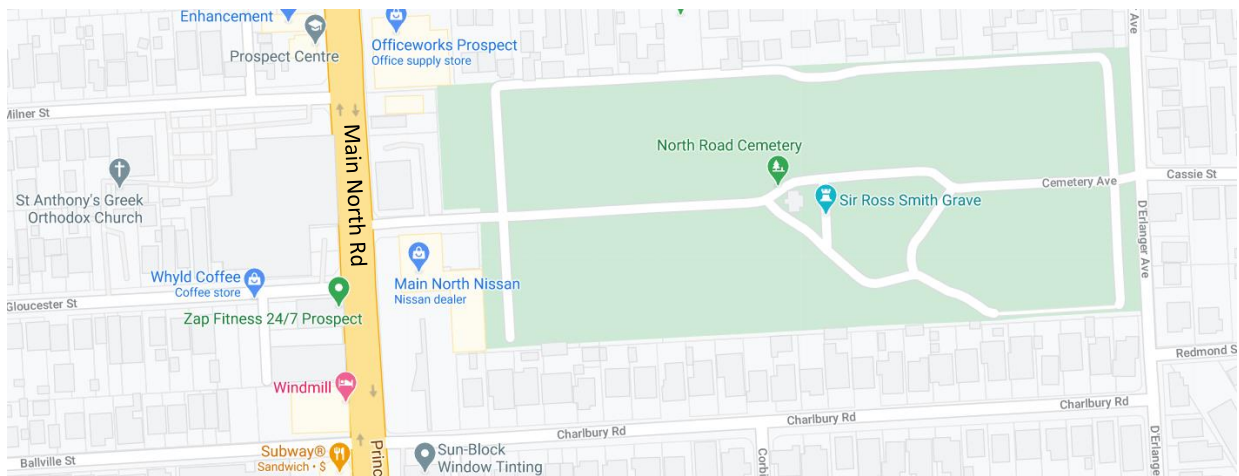 Enhancement
Prospect Centre
Officeworks Prospect
Office supply store
Milner St
St Anthony's Greek
Orthodox Church
Main North Rd
North Road Cemetery
Sir Ross Smith Grave
Cemetery Ave
Cassie St
D'Erlanger Ave
Ave
Whyld Coffee
Coffee store
Gloucester St
Zap Fitness 24/7 Prospect
Main North Nissan
Nissan dealer
Redmond S
Windmill
Charlbury Rd
Charlbury Rd
Ballville St
Subway®
Sandwich • $
Princ
Sun-Block
Window Tinting
Corbi
D'Erlo